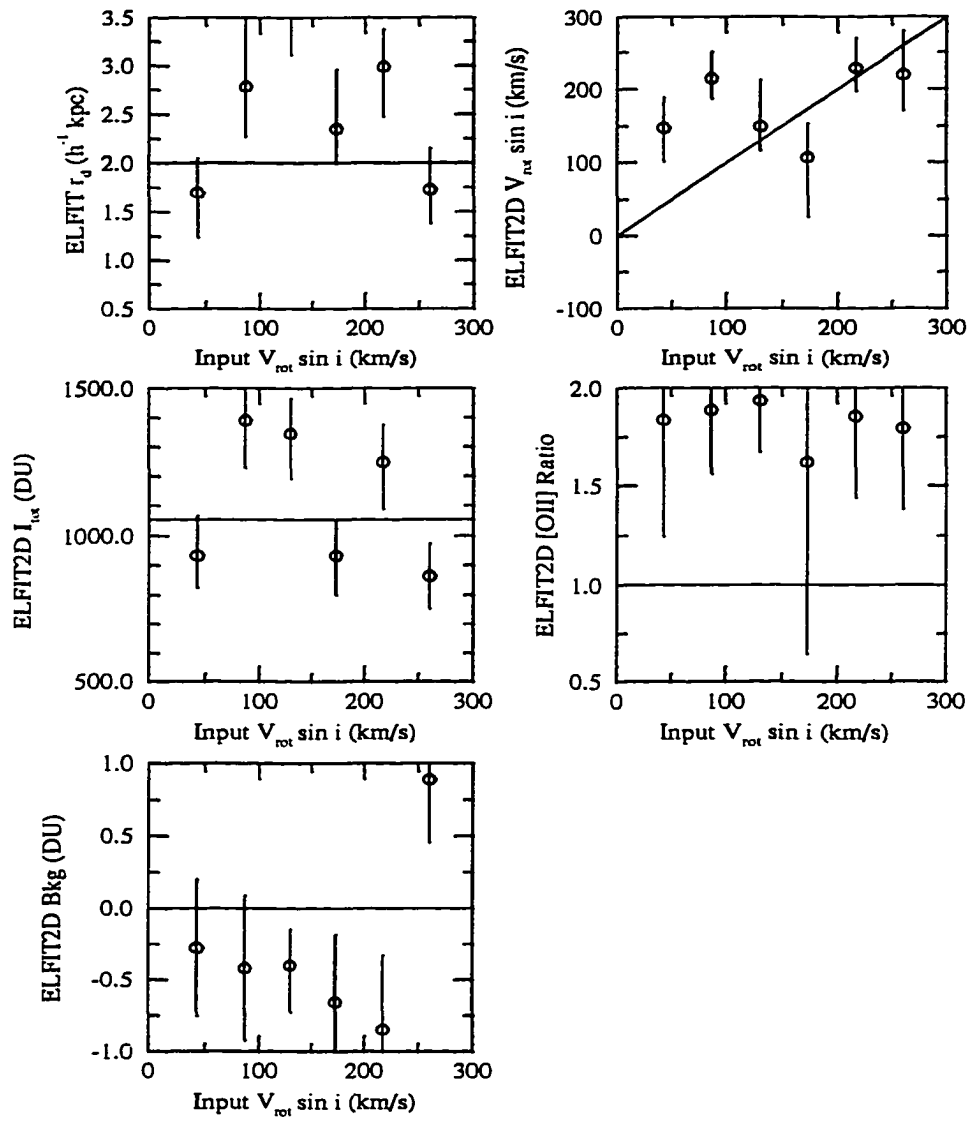 3.5
3.0
2.5
2.0
1.5
1.0
0.5
ELFIT r_d (h^-1 kpc)
0 100 200 300
Input V_rot sin i (km/s)
300
200
100
0
-100
ELFIT2D V_rot sin i (km/s)
0 100 200 300
Input V_rot sin i (km/s)
1500.0
1000.0
500.0
ELFIT2D I_tot (DU)
0 100 200 300
Input V_rot sin i (km/s)
2.0
1.5
1.0
0.5
ELFIT2D [OII] Ratio
0 100 200 300
Input V_rot sin i (km/s)
1.0
0.5
0.0
-0.5
-1.0
ELFIT2D Bkg (DU)
0 100 200 300
Input V_rot sin i (km/s)